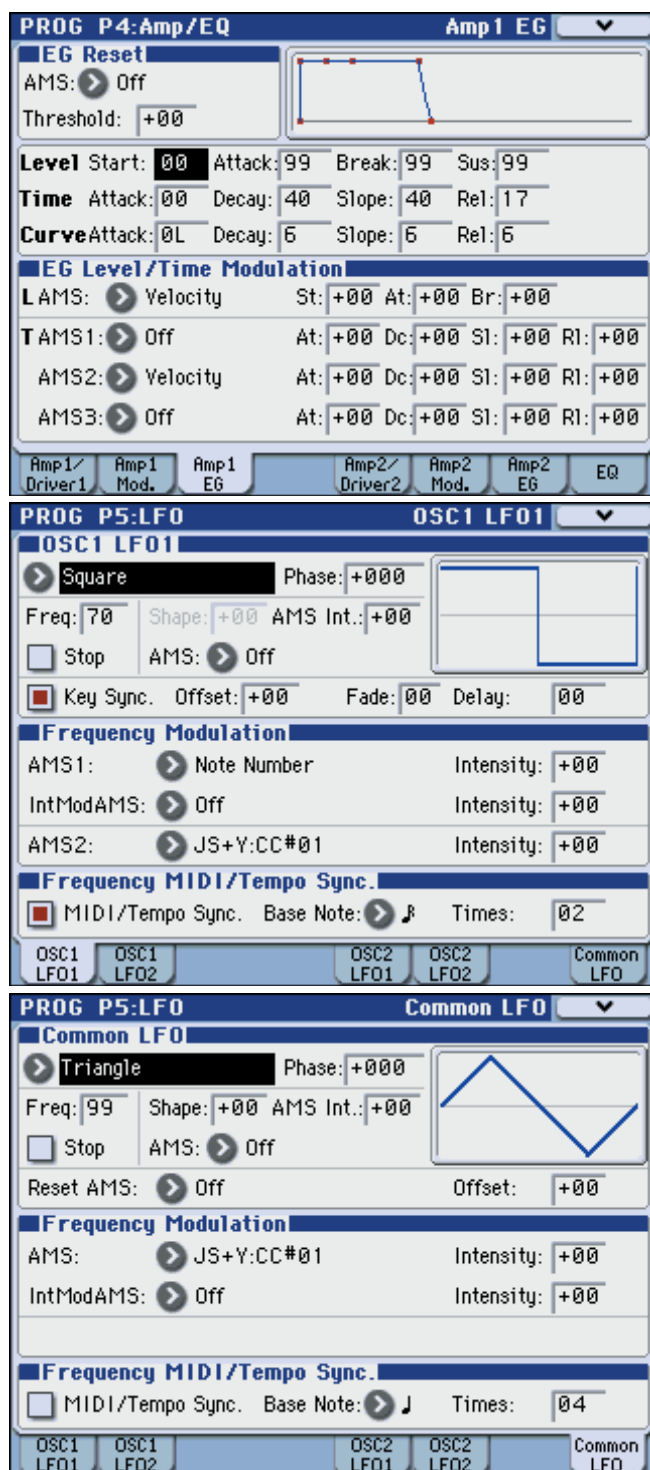 PROG P4:Amp/EQ Amp1 EG
EG Reset
AMS: Off
Threshold: +00
Level Start: 00 Attack: 99 Break: 99 Sus: 99
Time Attack: 00 Decay: 40 Slope: 40 Rel: 17
Curve Attack: 0L Decay: 6 Slope: 6 Rel: 6
EG Level/Time Modulation
L AMS: Velocity St: +00 At: +00 Br: +00
T AMS1: Off At: +00 Dc: +00 Sl: +00 Rl: +00
AMS2: Velocity At: +00 Dc: +00 Sl: +00 Rl: +00
AMS3: Off At: +00 Dc: +00 Sl: +00 Rl: +00
Amp1/ Driver1 Amp1 Mod. Amp1 EG Amp2/ Driver2 Amp2 Mod. Amp2 EG EQ
PROG P5:LFO OSC1 LFO1
OSC1 LFO1
Square Phase: +000
Freq: 70 Shape: +00 AMS Int.: +00
Stop AMS: Off
Key Sync. Offset: +00 Fade: 00 Delay: 00
Frequency Modulation
AMS1: Note Number Intensity: +00
IntModAMS: Off Intensity: +00
AMS2: JS+Y:CC#01 Intensity: +00
Frequency MIDI/Tempo Sync.
MIDI/Tempo Sync. Base Note: Times: 02
OSC1 LFO1 OSC1 LFO2 OSC2 LFO1 OSC2 LFO2 Common LFO
PROG P5:LFO Common LFO
Common LFO
Triangle Phase: +000
Freq: 99 Shape: +00 AMS Int.: +00
Stop AMS: Off
Reset AMS: Off Offset: +00
Frequency Modulation
AMS: JS+Y:CC#01 Intensity: +00
IntModAMS: Off Intensity: +00
Frequency MIDI/Tempo Sync.
MIDI/Tempo Sync. Base Note: Times: 04
OSC1 LFO1 OSC1 LFO2 OSC2 LFO1 OSC2 LFO2 Common LFO